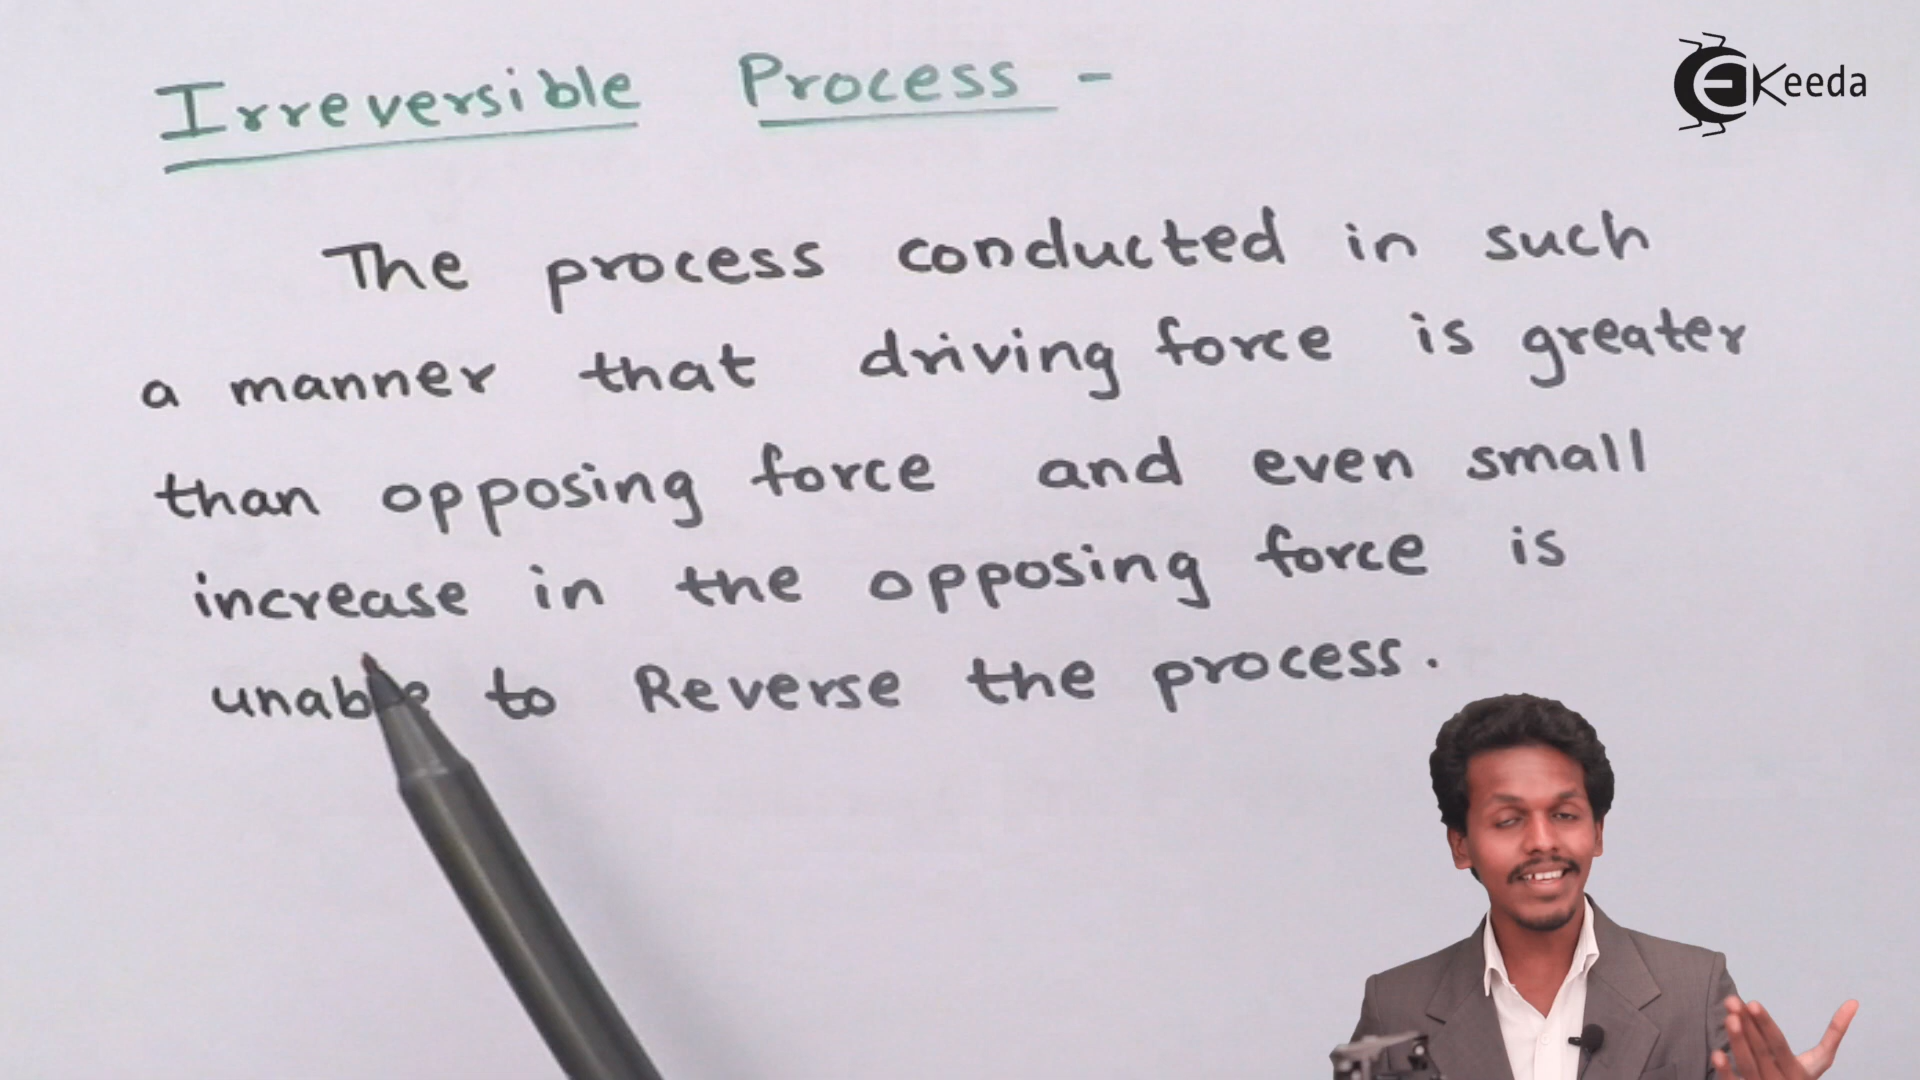 Irreversible Process -
EKeeda
The process conducted in such
a manner that driving force is greater
than opposing force and even small
increase in the opposing force is
unable to Reverse the process.